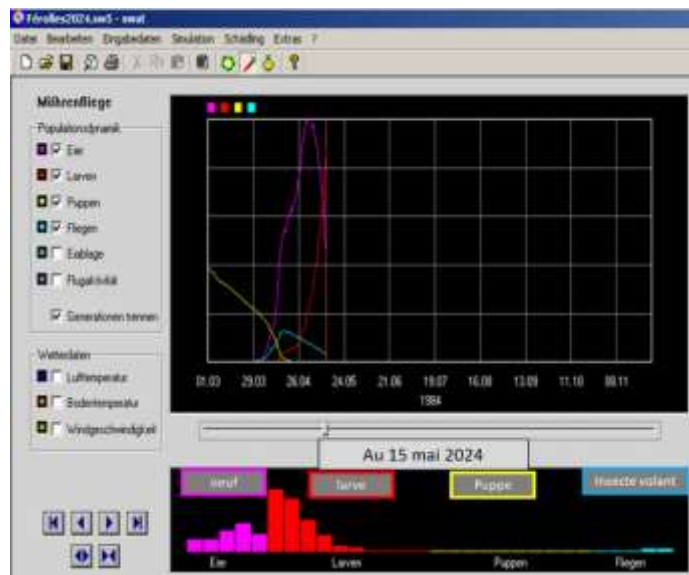 Férolles2024.sw5 - swat
Datei Bearbeiten Eingabedaten Simulation Schädling Extras ?
Möhrenfliege
Populationsdynamik
Eier
Larven
Puppen
Fliegen
Eiablage
Flugaktivität
Generationen trennen
Wetterdaten
Lufttemperatur
Bodentemperatur
Windgeschwindigkeit
01.03 29.03 26.04 24.05 21.06 19.07 16.08 13.09 11.10 08.11
1984
Au 15 mai 2024
oeuf larve Puppe Insecte volant
Eier Larven Puppen Fliegen